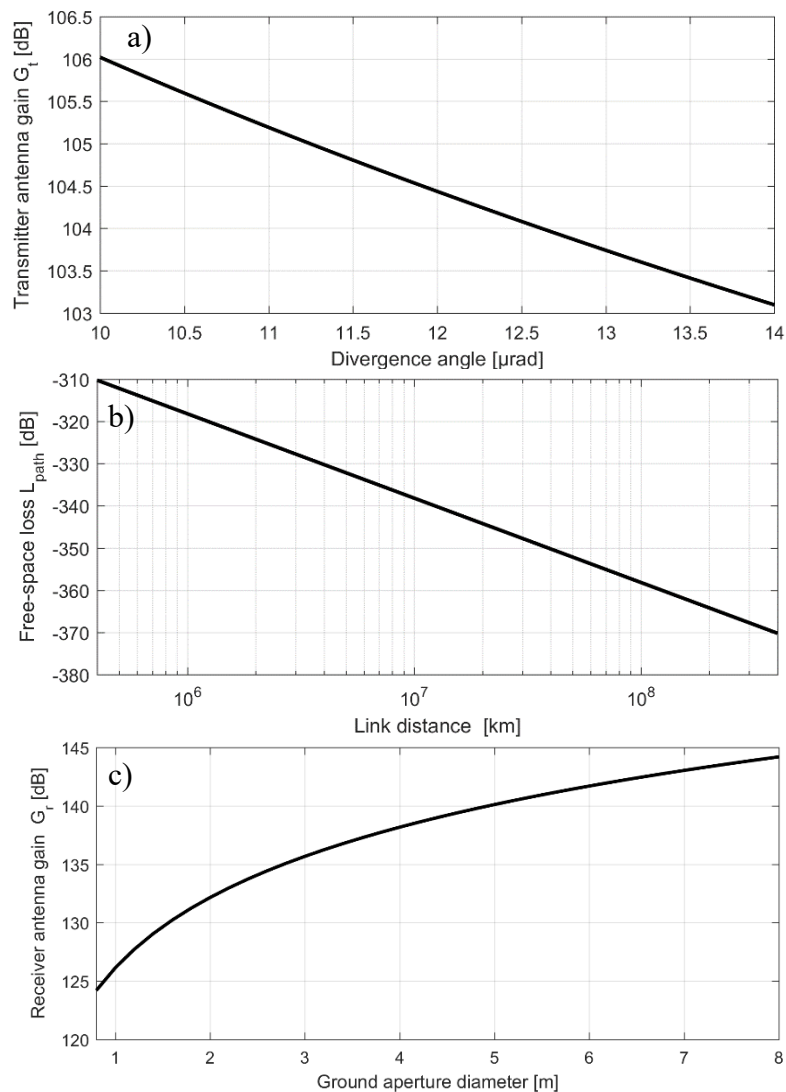 a)
Transmitter antenna gain G_t [dB]
106.5
106
105.5
105
104.5
104
103.5
103
10 10.5 11 11.5 12 12.5 13 13.5 14
Divergence angle [µrad]
b)
Free-space loss L_path [dB]
-310
-320
-330
-340
-350
-360
-370
-380
10^6 10^7 10^8
Link distance [km]
c)
Receiver antenna gain G_r [dB]
145
140
135
130
125
120
1 2 3 4 5 6 7 8
Ground aperture diameter [m]